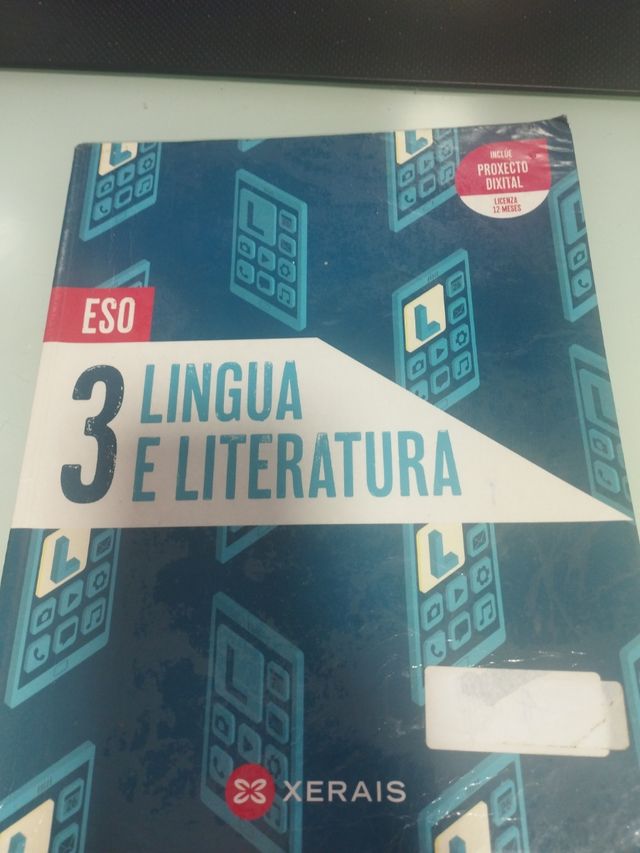 INCLÚE
PROXECTO
DIXITAL
LICENZA
12 MESES
ESO
3 LINGUA
E LITERATURA
XERAIS